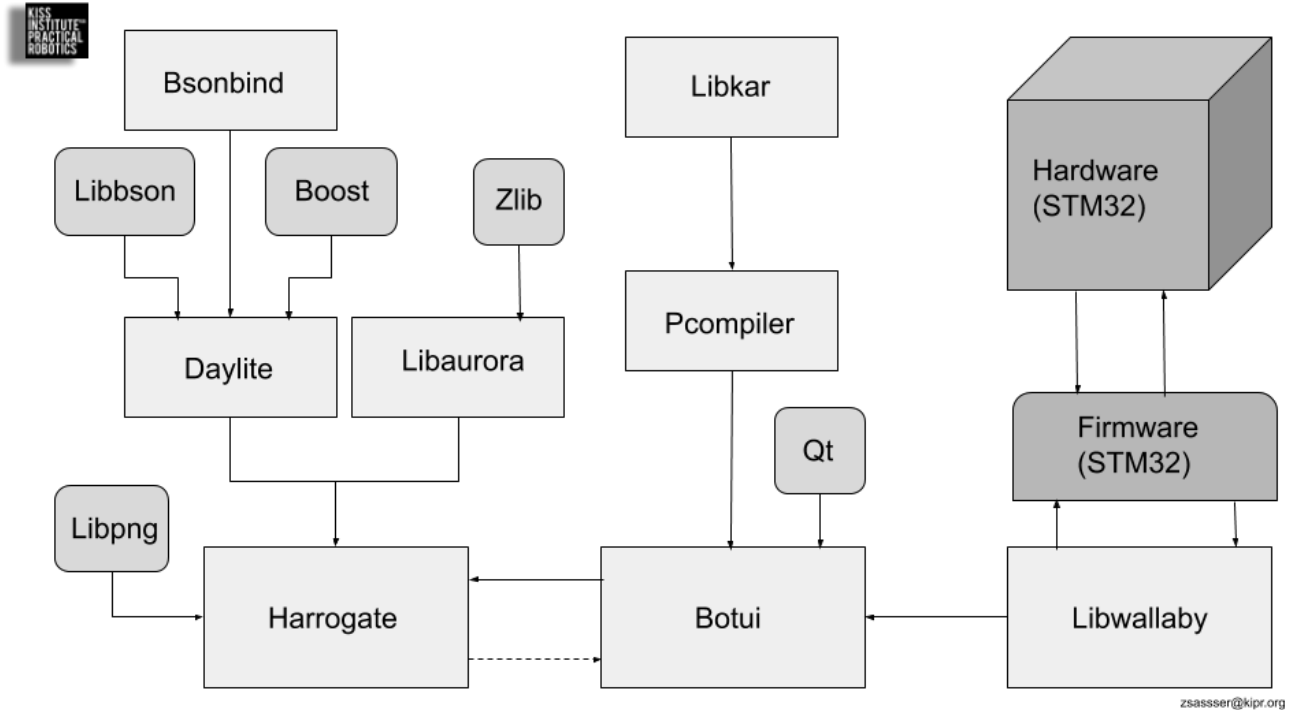 KISS
INSTITUTE
PRACTICAL
ROBOTICS
Bsonbind
Libkar
Hardware
(STM32)
Libbson
Boost
Zlib
Pcompiler
Daylite
Libaurora
Firmware
(STM32)
Qt
Libpng
Harrogate
Botui
Libwallaby
zsassser@kipr.org